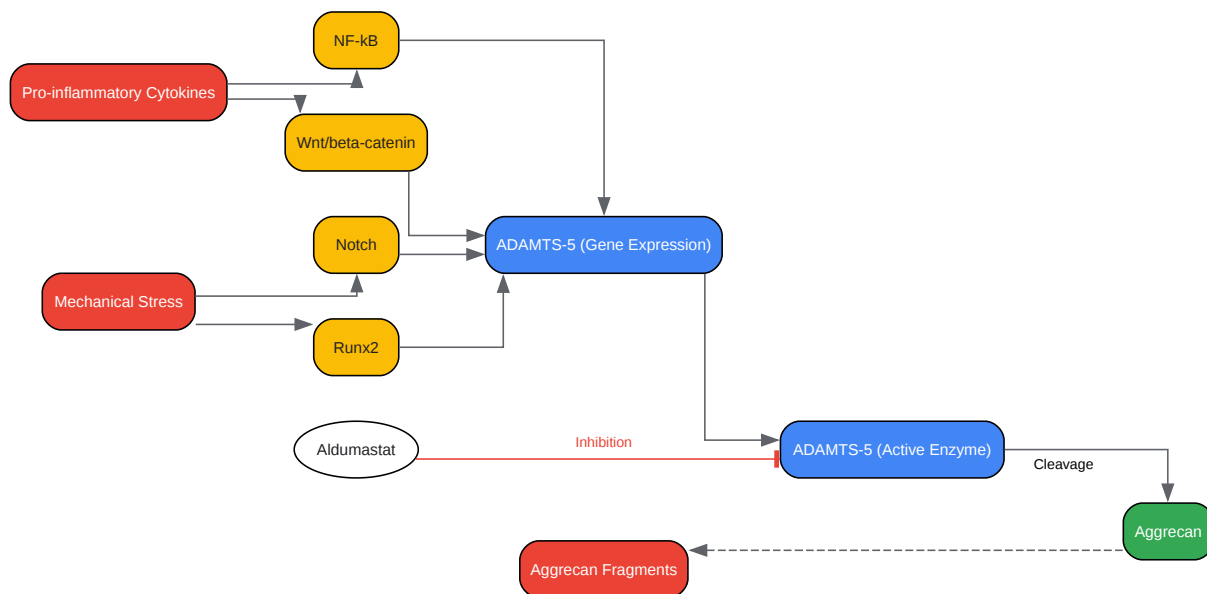 NF-kB
Pro-inflammatory Cytokines
Wnt/beta-catenin
Notch
ADAMTS-5 (Gene Expression)
Mechanical Stress
Runx2
Aldumastat
Inhibition
ADAMTS-5 (Active Enzyme)
Cleavage
Aggrecan
Aggrecan Fragments